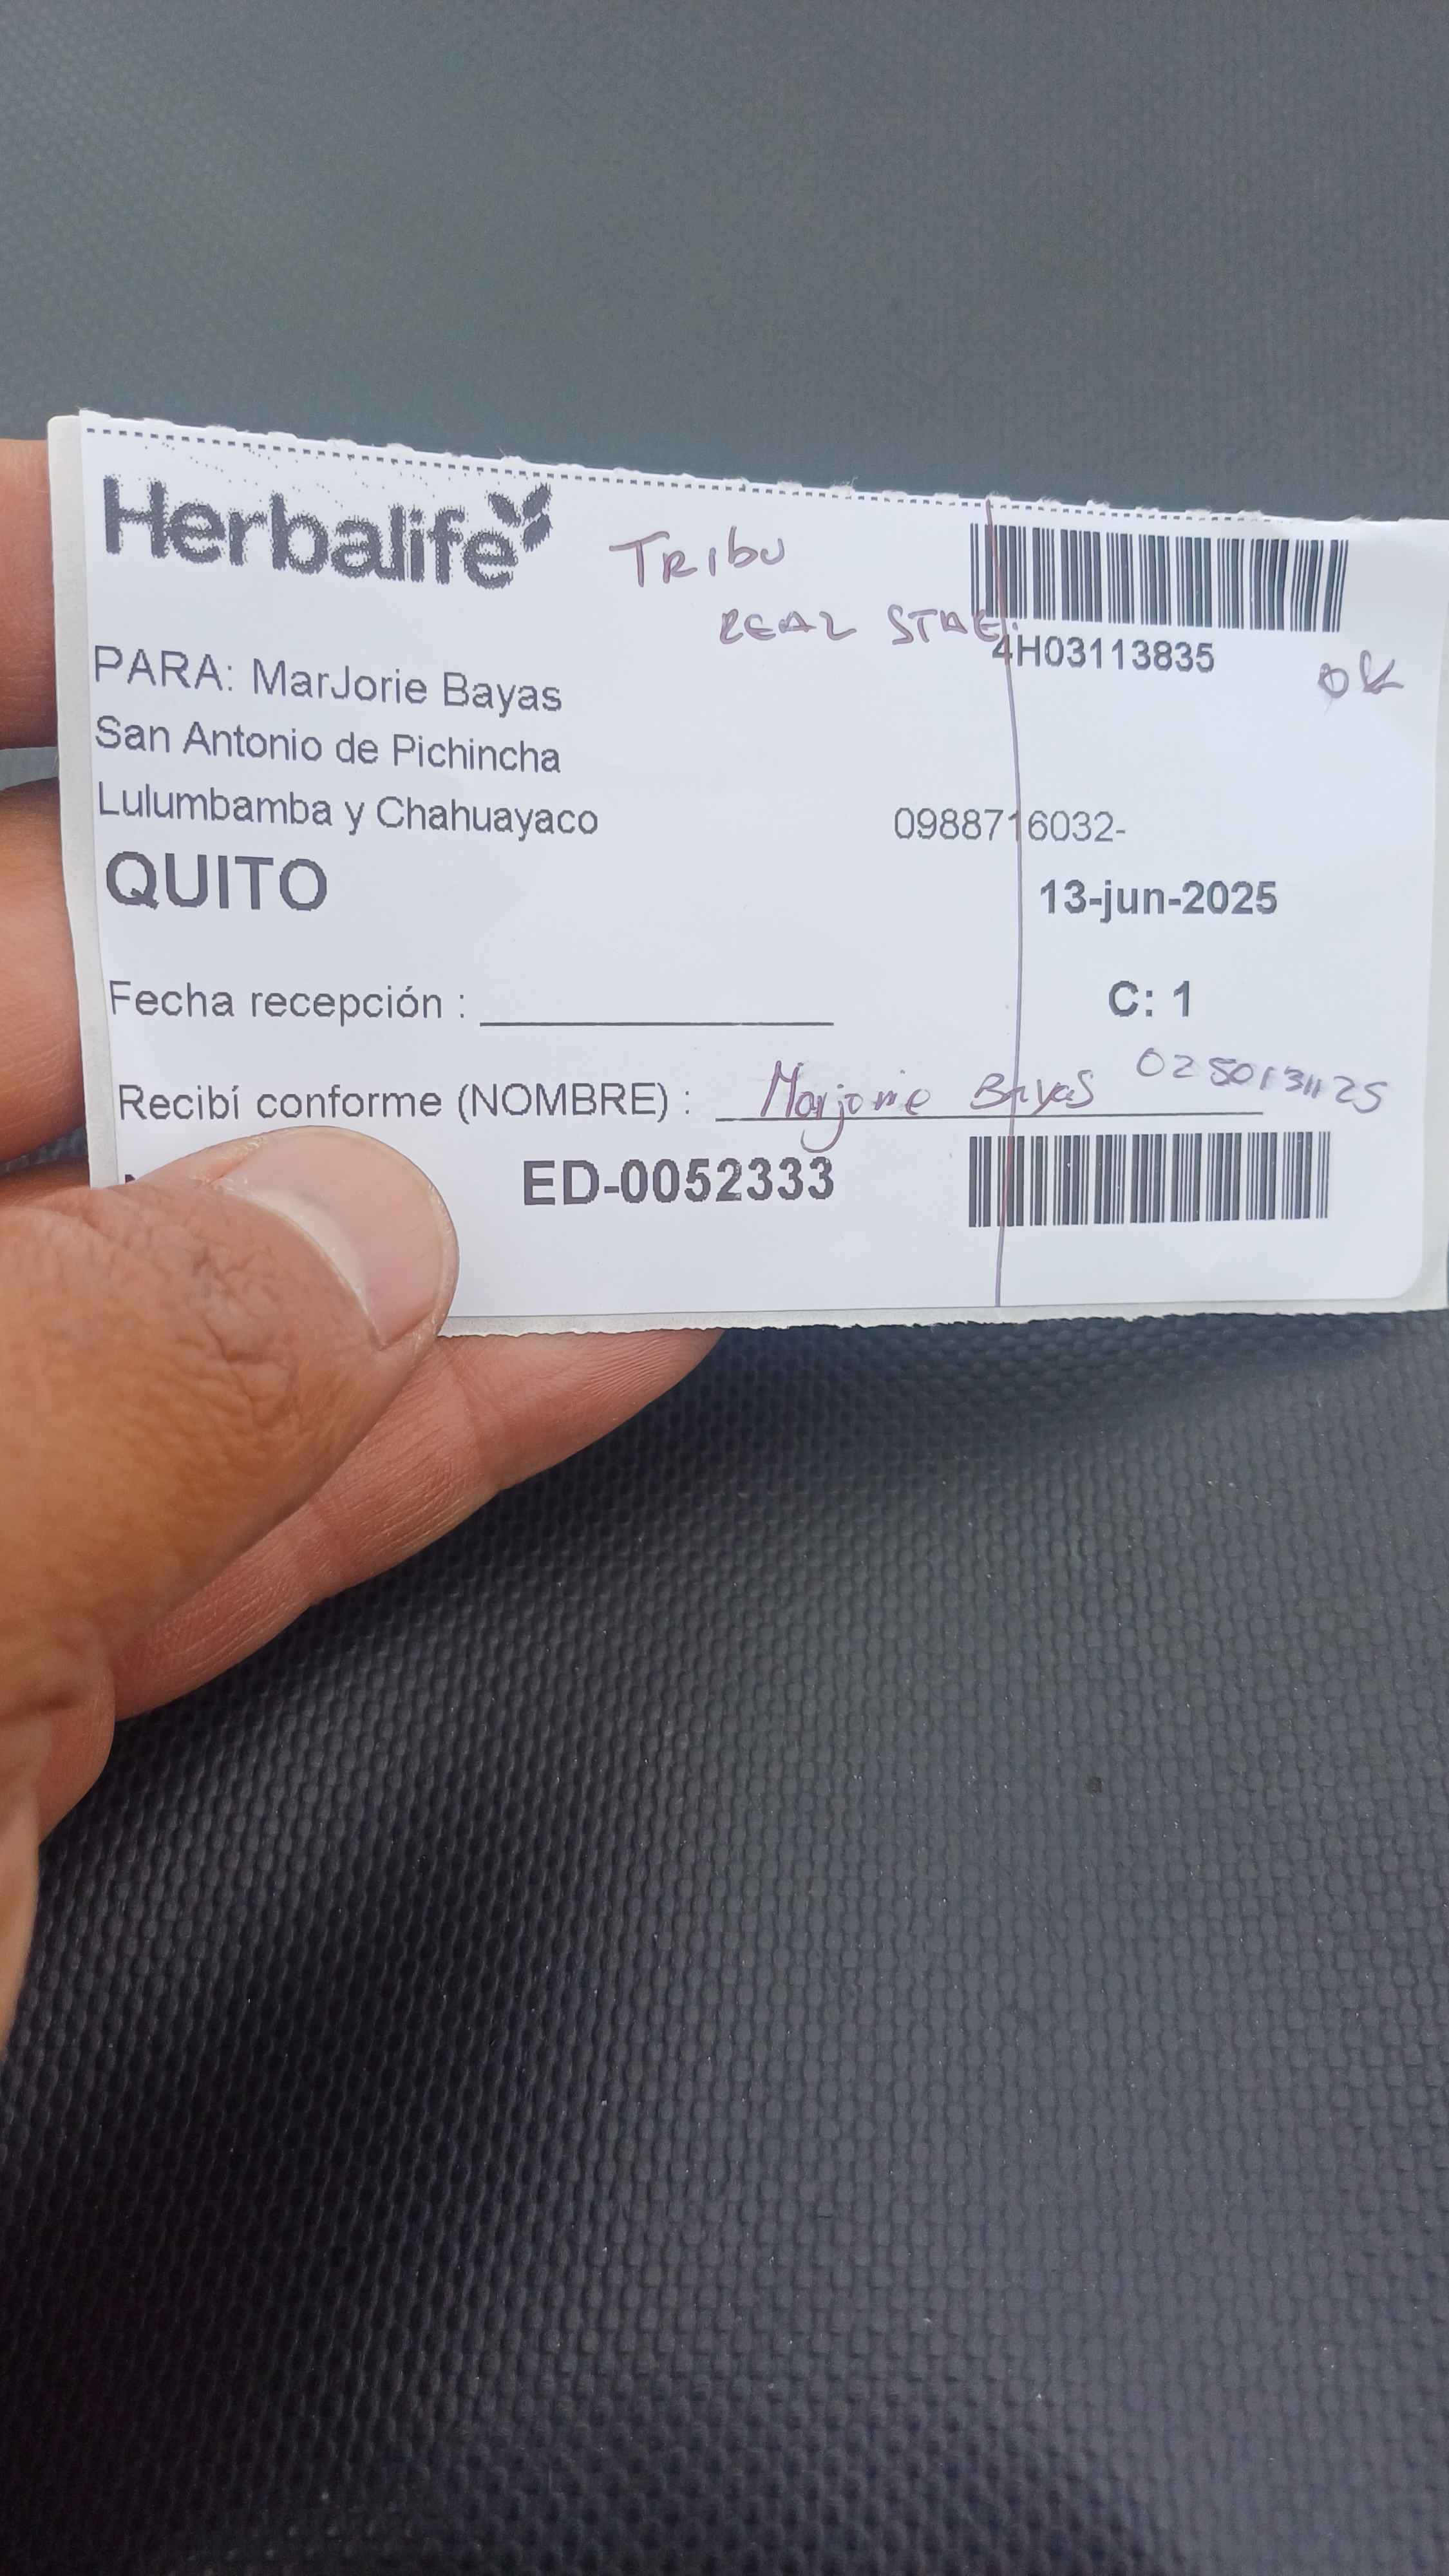 Herbalife
Tribu
REAL STAE.
4H03113835
OK
PARA: MarJorie Bayas
San Antonio de Pichincha
Lulumbamba y Chahuayaco
0988716032-
QUITO
13-jun-2025
Fecha recepción :
C: 1
Recibí conforme (NOMBRE) : Marjorie Bayas
ED-0052333